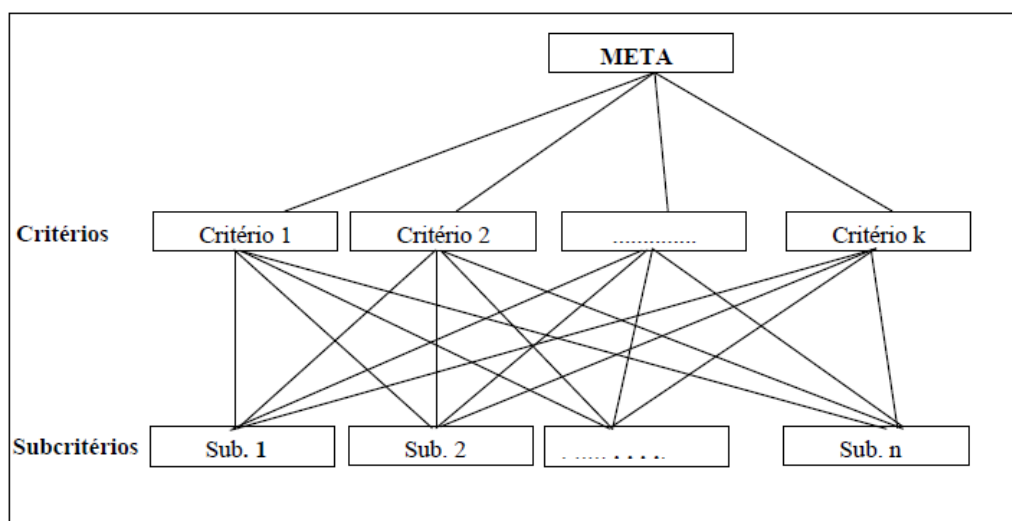 META
Critérios
Critério 1
Critério 2
..............
Critério k
Subcritérios
Sub. 1
Sub. 2
. ..... . . . ..
Sub. n